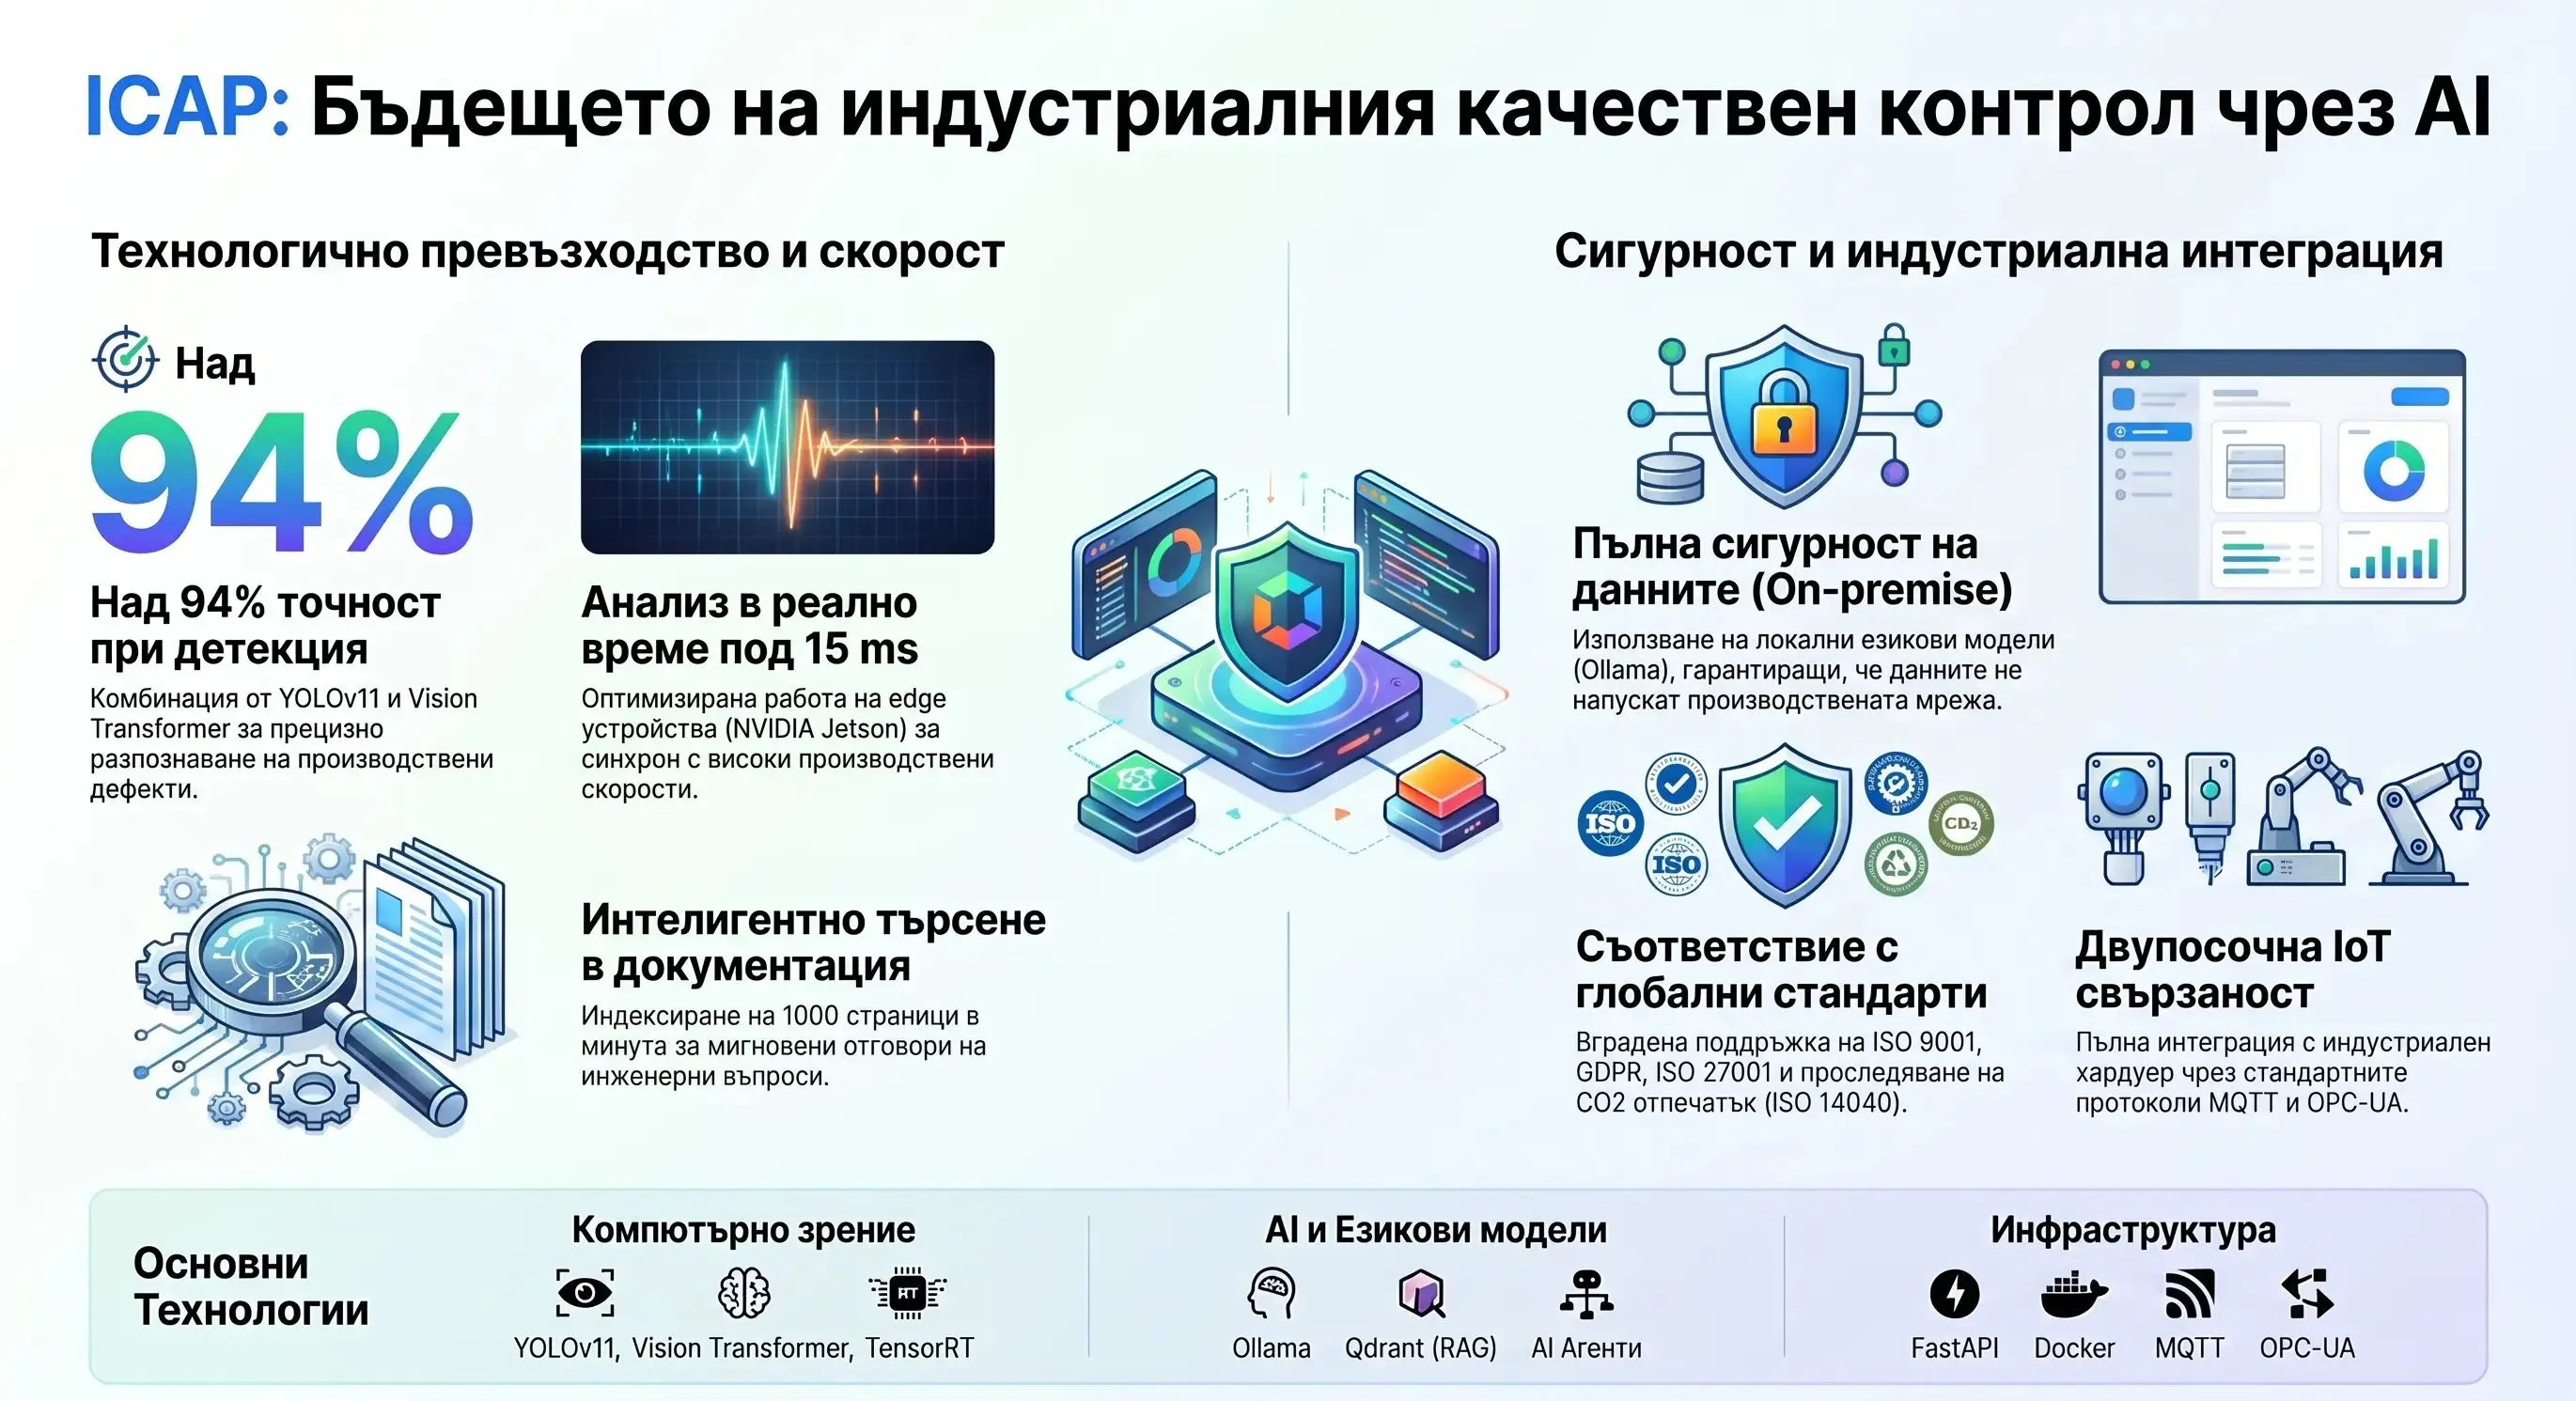 ICAP: Бъдещето на индустриалния качествен контрол чрез AI
Технологично превъзходство и скорост
Над
94%
Над 94% точност
при детекция
Комбинация от YOLOv11 и Vision
Transformer за прецизно
разпознаване на производствени
дефекти.
Анализ в реално
време под 15 ms
Оптимизирана работа на edge
устройства (NVIDIA Jetson) за
синхрон с високи производствени
скорости.
Интелигентно търсене
в документация
Индексиране на 1000 страници в
минута за мигновени отговори на
инженерни въпроси.
Сигурност и индустриална интеграция
Пълна сигурност на
данните (On-premise)
Използване на локални езикови модели
(Ollama), гарантиращи, че данните не
напускат производствената мрежа.
ISO
ISO
CD₂
Съответствие с
глобални стандарти
Вградена поддръжка на ISO 9001,
GDPR, ISO 27001 и проследяване на
CO2 отпечатък (ISO 14040).
Двупосочна IoT
свързаност
Пълна интеграция с индустриален
хардуер чрез стандартните
протоколи MQTT и OPC-UA.
Основни
Технологии
Компютърно зрение
YOLOv11, Vision Transformer, TensorRT
AI и Езикови модели
Ollama Qdrant (RAG) AI Агенти
Инфраструктура
FastAPI Docker MQTT OPC-UA